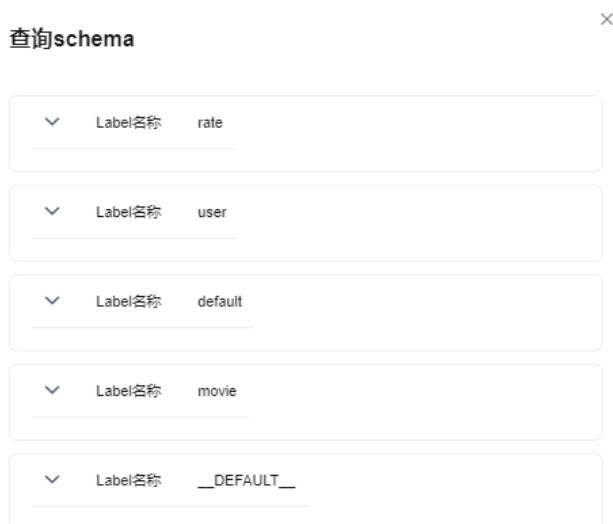 查询schema
Label名称 rate
Label名称 user
Label名称 default
Label名称 movie
Label名称 __DEFAULT__